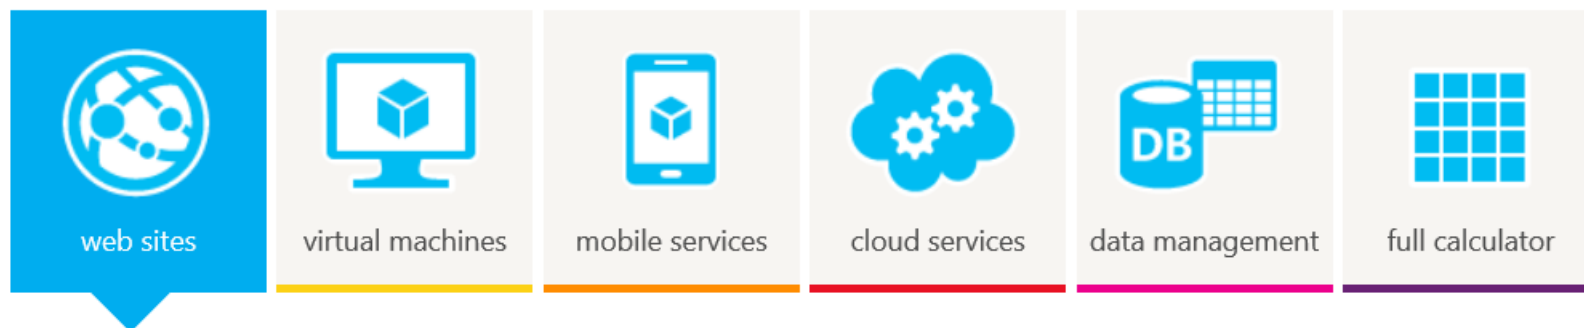 DB
web sites
virtual machines
mobile services
cloud services
data management
full calculator